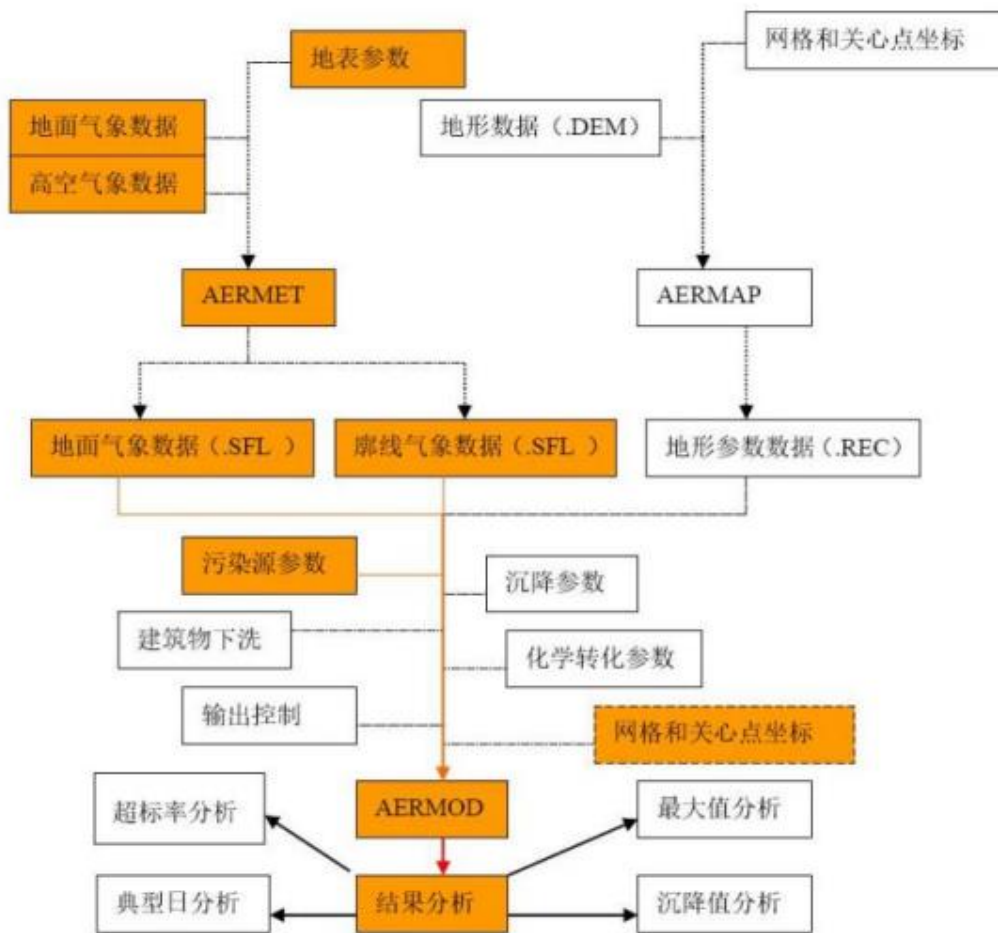 地表参数
网格和关心点坐标
地面气象数据
地形数据（.DEM）
高空气象数据
AERMET
AERMAP
地面气象数据（.SFL ）
廓线气象数据（.SFL ）
地形参数数据（.REC）
污染源参数
沉降参数
建筑物下洗
化学转化参数
输出控制
网格和关心点坐标
AERMOD
超标率分析
最大值分析
典型日分析
结果分析
沉降值分析